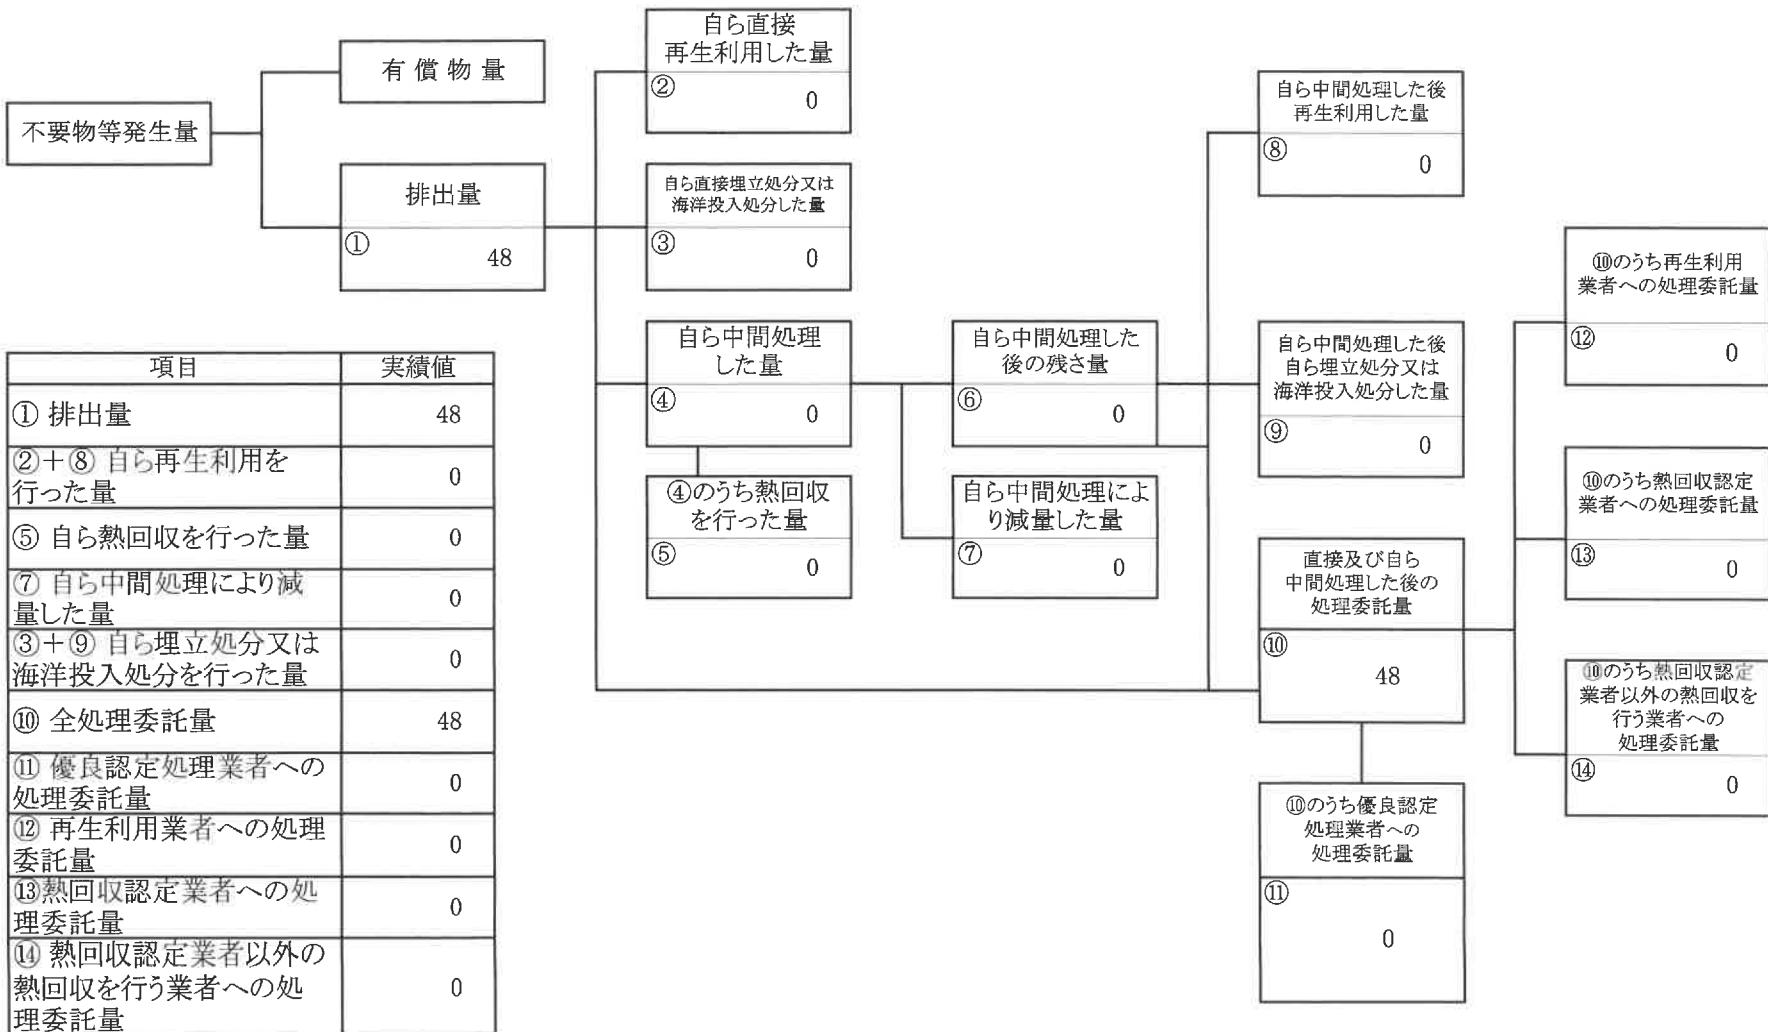 不要物等発生量
有償物量
排出量
①
48
自ら直接
再生利用した量
②
0
自ら直接埋立処分又は
海洋投入処分した量
③
0
自ら中間処理
した量
④
0
④のうち熱回収
を行った量
⑤
0
自ら中間処理した
後の残さ量
⑥
0
自ら中間処理によ
り減量した量
⑦
0
自ら中間処理した後
再生利用した量
⑧
0
自ら中間処理した後
自ら埋立処分又は
海洋投入処分した量
⑨
0
直接及び自ら
中間処理した後の
処理委託量
⑩
48
⑩のうち優良認定
処理業者への
処理委託量
⑪
0
⑩のうち再生利用
業者への処理委託量
⑫
0
⑩のうち熱回収認定
業者への処理委託量
⑬
0
⑩のうち熱回収認定
業者以外の熱回収を
行う業者への
処理委託量
⑭
0
項目 実績値
① 排出量 48
②＋⑧ 自ら再生利用を
行った量 0
⑤ 自ら熱回収を行った量 0
⑦ 自ら中間処理により減
量した量 0
③＋⑨ 自ら埋立処分又は
海洋投入処分を行った量 0
⑩ 全処理委託量 48
⑪ 優良認定処理業者への
処理委託量 0
⑫ 再生利用業者への処理
委託量 0
⑬熱回収認定業者への処
理委託量 0
⑭ 熱回収認定業者以外の
熱回収を行う業者への処
理委託量 0